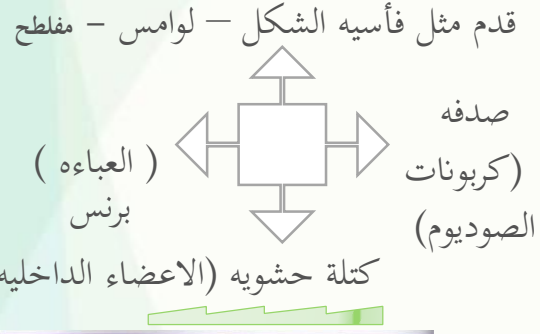 قدم مثل فأسيه الشكل – لوامس – مفلطح
صدفه
(كربونات
الصوديوم)
( العباءه )
برنس
كتلة حشويه (الاعضاء الداخليه